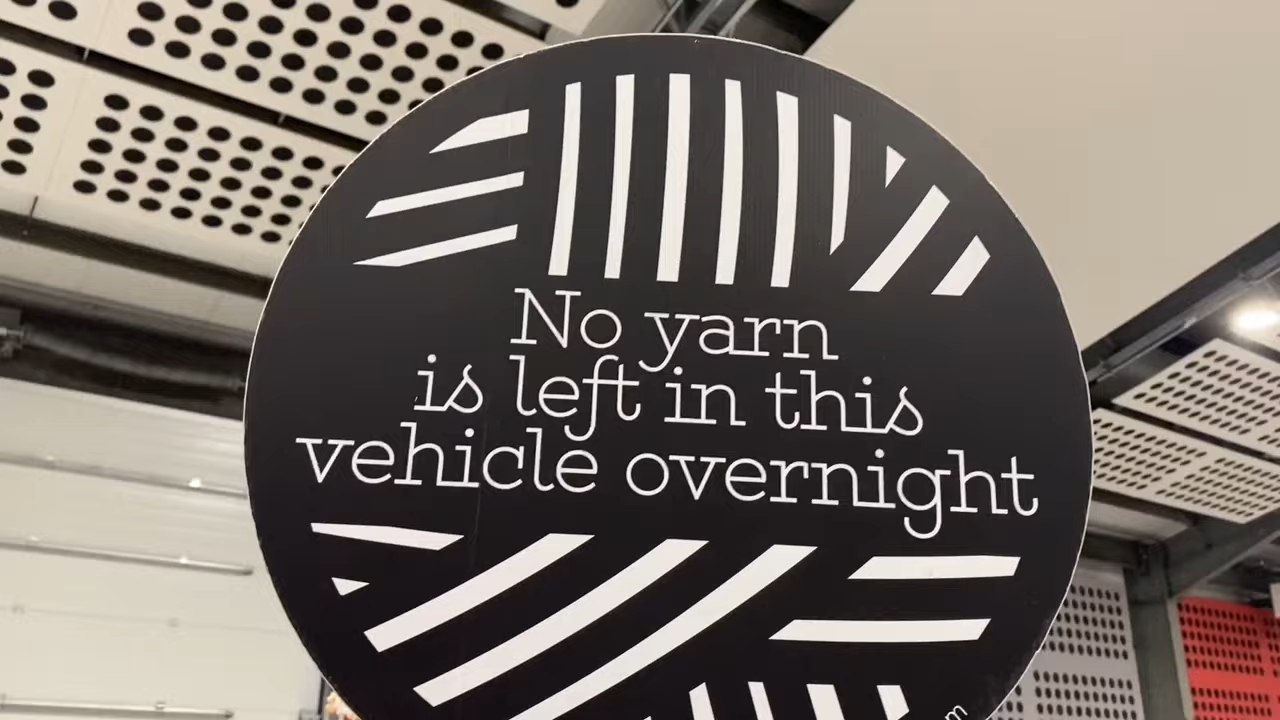 No yarn
is left in this
vehicle overnight